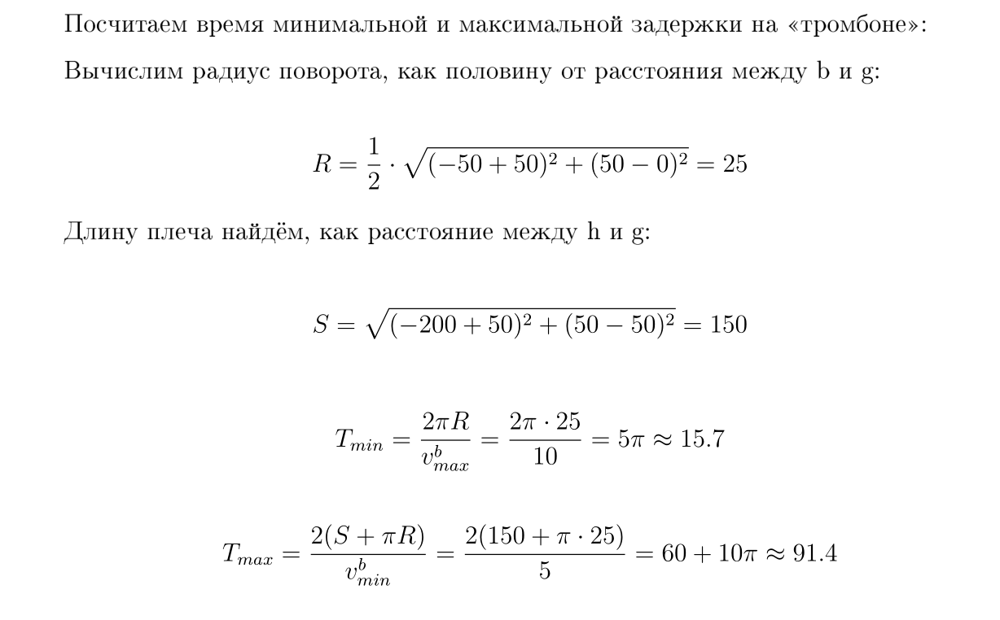 Посчитаем время минимальной и максимальной задержки на «тромбоне»:
Вычислим радиус поворота, как половину от расстояния между b и g:
R = \frac{1}{2} \cdot \sqrt{(-50 + 50)^2 + (50 - 0)^2} = 25
Длину плеча найдём, как расстояние между h и g:
S = \sqrt{(-200 + 50)^2 + (50 - 50)^2} = 150
T_{min} = \frac{2\pi R}{v^b_{max}} = \frac{2\pi \cdot 25}{10} = 5\pi \approx 15.7
T_{max} = \frac{2(S + \pi R)}{v^b_{min}} = \frac{2(150 + \pi \cdot 25)}{5} = 60 + 10\pi \approx 91.4